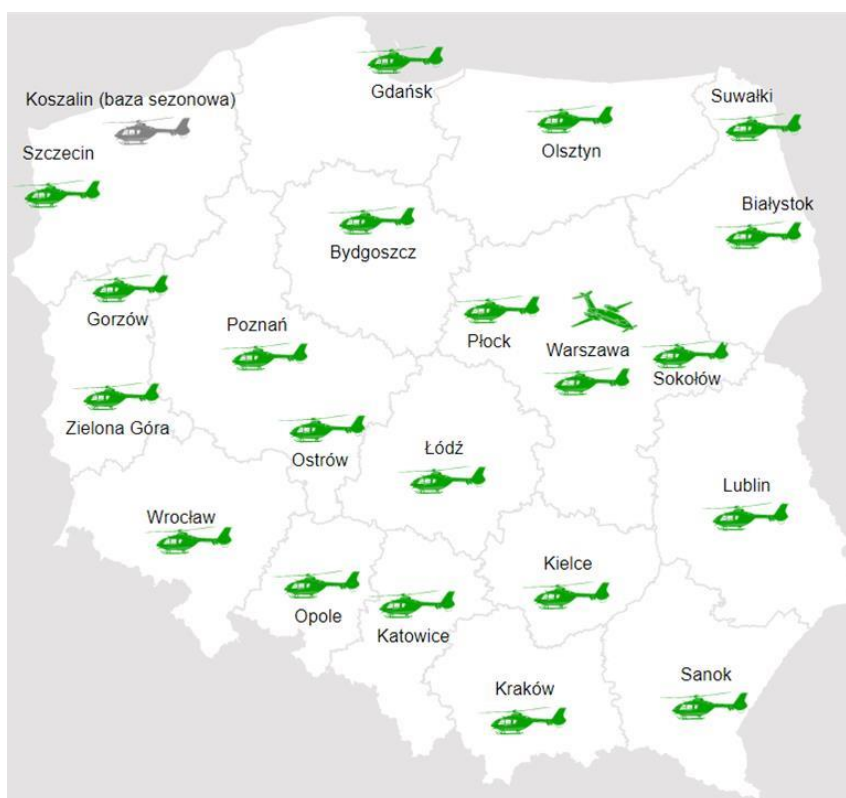 Gdańsk
Koszalin (baza sezonowa)
Suwałki
Szczecin
Olsztyn
Białystok
Bydgoszcz
Gorzów
Poznań
Płock
Warszawa
Sokołów
Zielona Góra
Ostrów
Łódź
Lublin
Wrocław
Kielce
Opole
Katowice
Sanok
Kraków